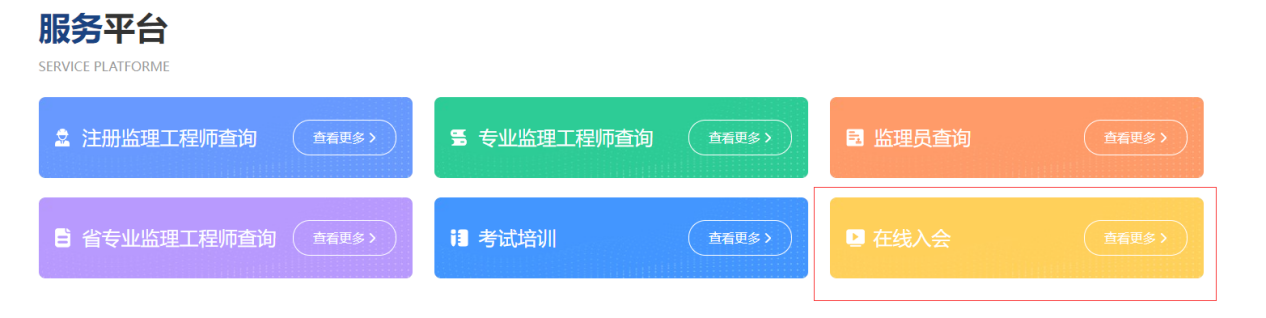 服务平台
SERVICE PLATFORME
注册监理工程师查询 查看更多 >
专业监理工程师查询 查看更多 >
监理员查询 查看更多 >
省专业监理工程师查询 查看更多 >
考试培训 查看更多 >
在线入会 查看更多 >